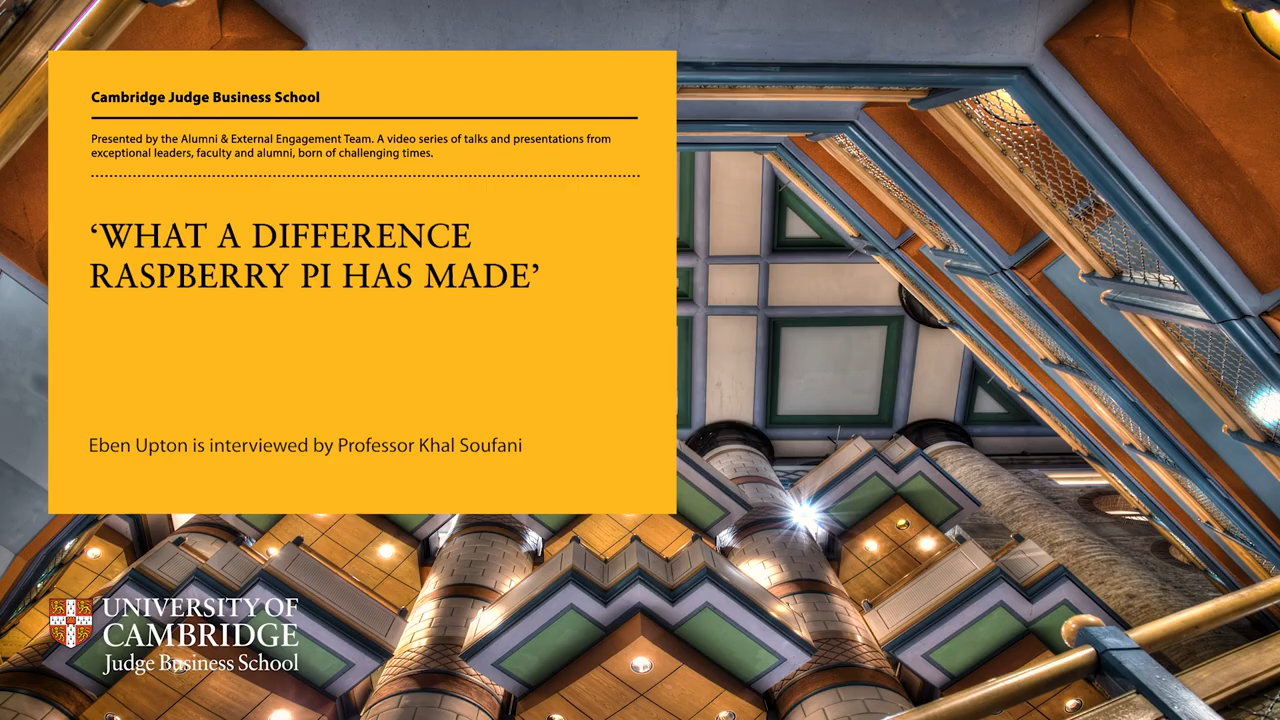 Cambridge Judge Business School
Presented by the Alumni & External Engagement Team. A video series of talks and presentations from
exceptional leaders, faculty and alumni, born of challenging times.
‘WHAT A DIFFERENCE
RASPBERRY PI HAS MADE’
Eben Upton is interviewed by Professor Khal Soufani
UNIVERSITY OF
CAMBRIDGE
Judge Business School